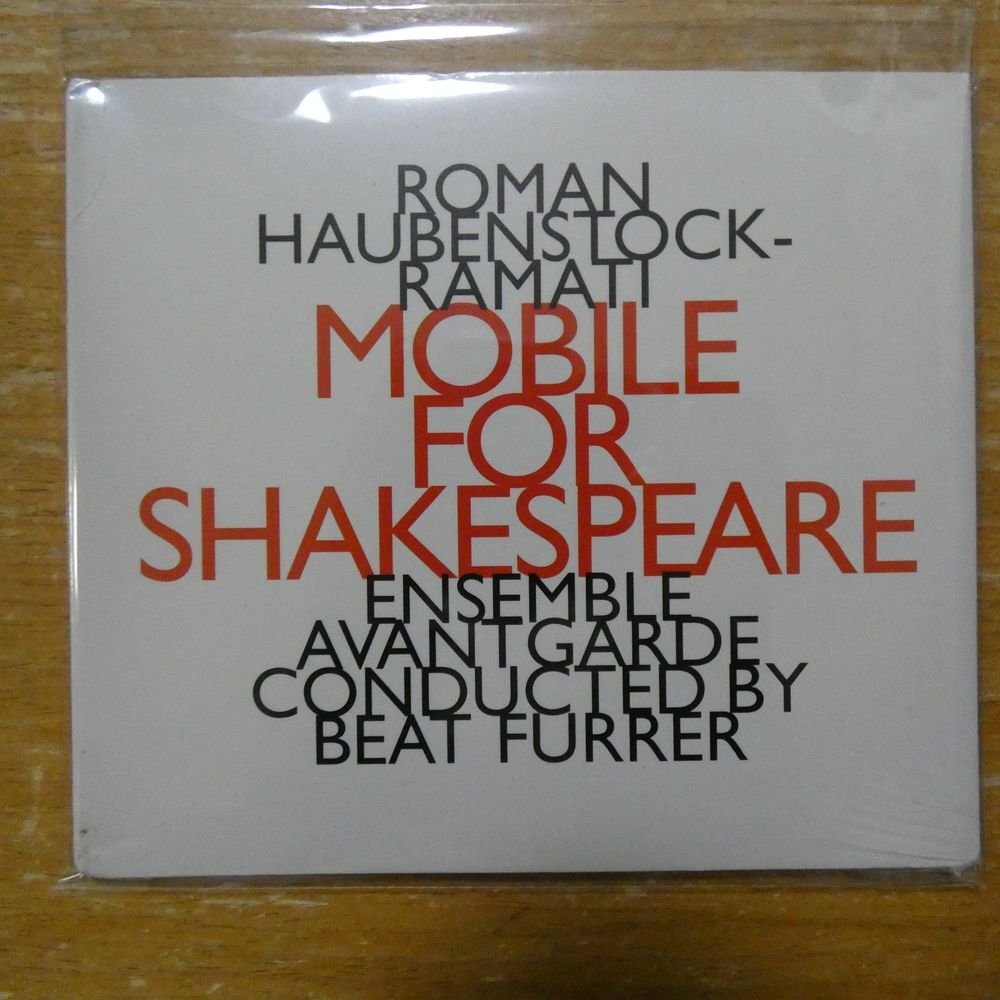 ROMAN
HAUBENSTOCK-
RAMATI
MOBILE
FOR
SHAKESPEARE
ENSEMBLE
AVANTGARDE
CONDUCTED BY
BEAT FURRER